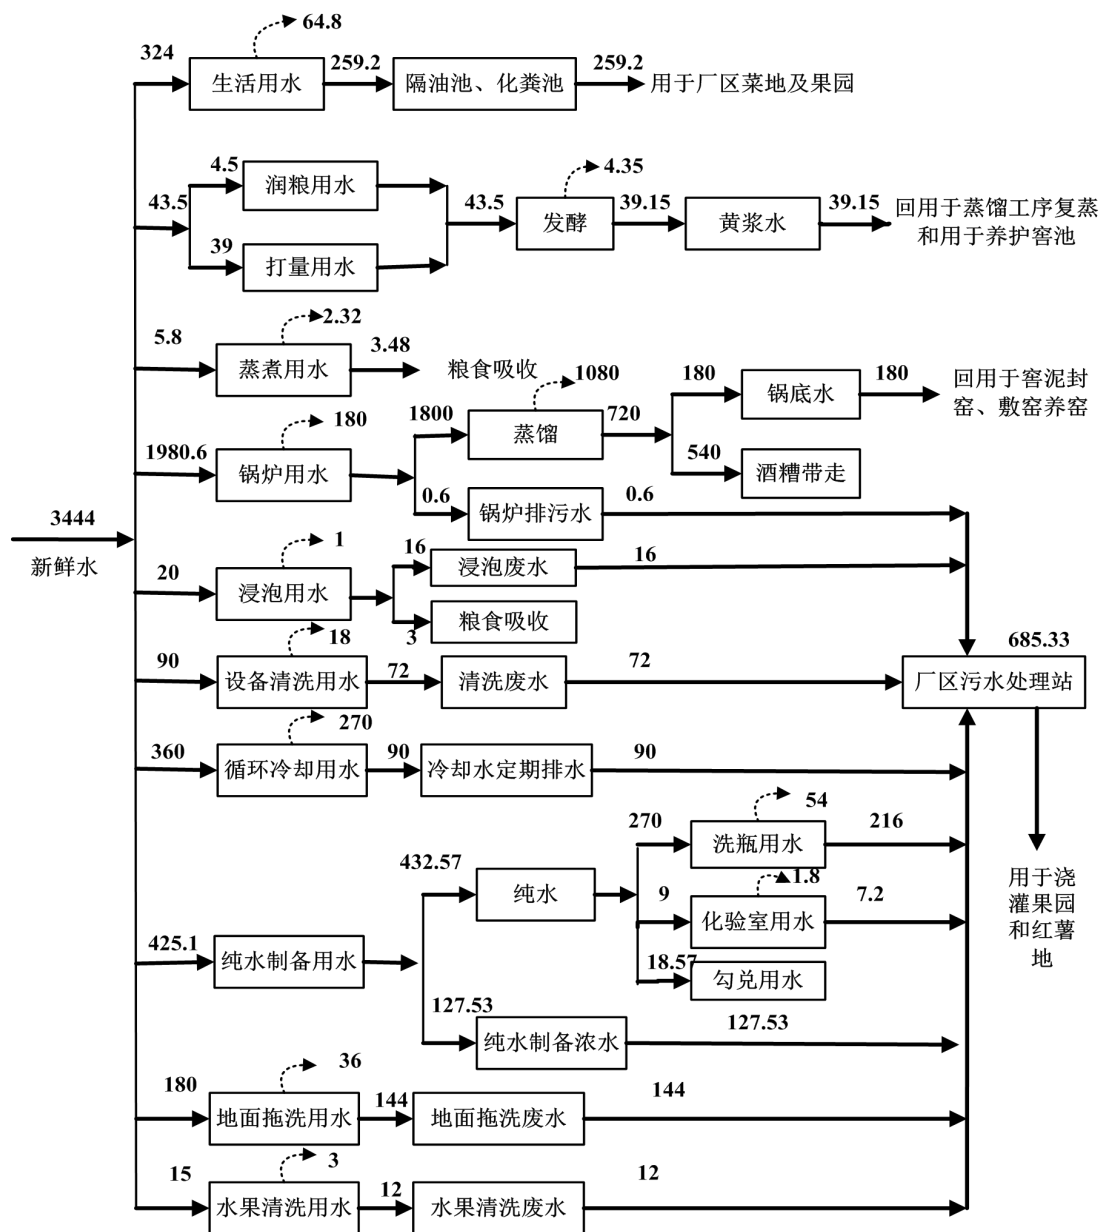 64.8
324
生活用水
259.2
隔油池、化粪池
259.2
用于厂区菜地及果园
43.5
4.5
润粮用水
39
打量用水
43.5
发酵
4.35
39.15
黄浆水
39.15
回用于蒸馏工序复蒸
和用于养护窖池
5.8
蒸煮用水
2.32
3.48
粮食吸收
1980.6
锅炉用水
180
1800
蒸馏
1080
720
180
锅底水
180
回用于窖泥封
窖、敷窖养窖
540
酒糟带走
0.6
锅炉排污水
0.6
3444
新鲜水
20
浸泡用水
1
16
浸泡废水
16
3
粮食吸收
90
设备清洗用水
18
72
清洗废水
72
685.33
厂区污水处理站
用于浇
灌果园
和红薯
地
360
循环冷却用水
270
90
冷却水定期排水
90
425.1
纯水制备用水
432.57
纯水
270
洗瓶用水
54
216
9
化验室用水
1.8
7.2
18.57
勾兑用水
127.53
纯水制备浓水
127.53
180
地面拖洗用水
36
144
地面拖洗废水
144
15
水果清洗用水
3
12
水果清洗废水
12